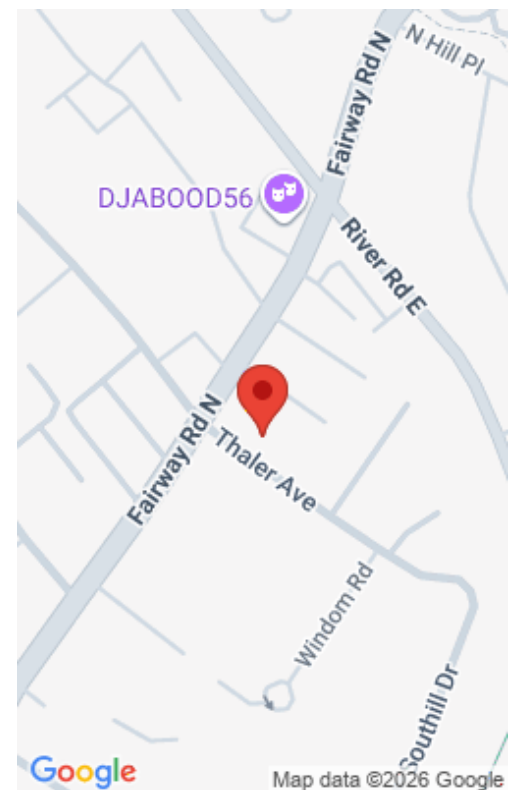 N Hill Pl
Fairway Rd N
DJABOOD56
River Rd E
Fairway Rd N
Thaler Ave
Windom Rd
Southill Dr
Google
Map data ©2026 Google